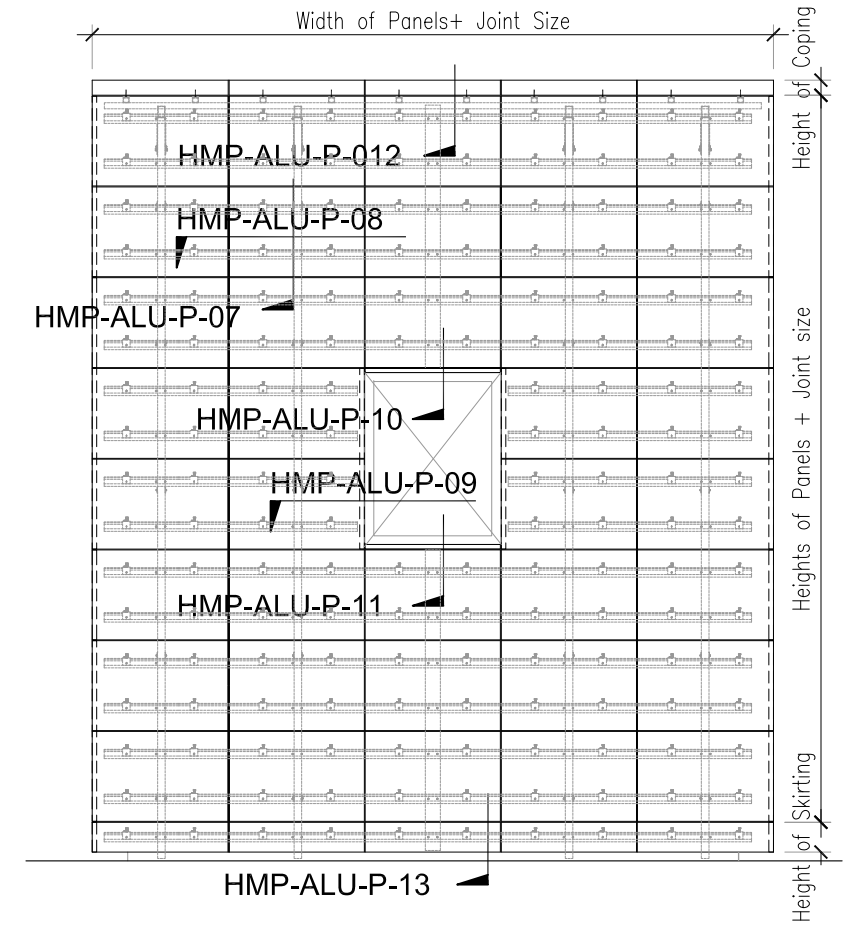 Width of Panels+ Joint Size
Height of Coping
HMP-ALU-P-012
HMP-ALU-P-08
HMP-ALU-P-07
Heights of Panels + Joint size
HMP-ALU-P-10
HMP-ALU-P-09
HMP-ALU-P-11
Height of Skirting
HMP-ALU-P-13